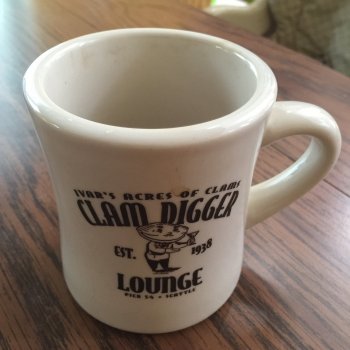 IVAR'S ACRES OF CLAMS
CLAM DIGGER
EST. 1938
LOUNGE
PIER 54 • SEATTLE